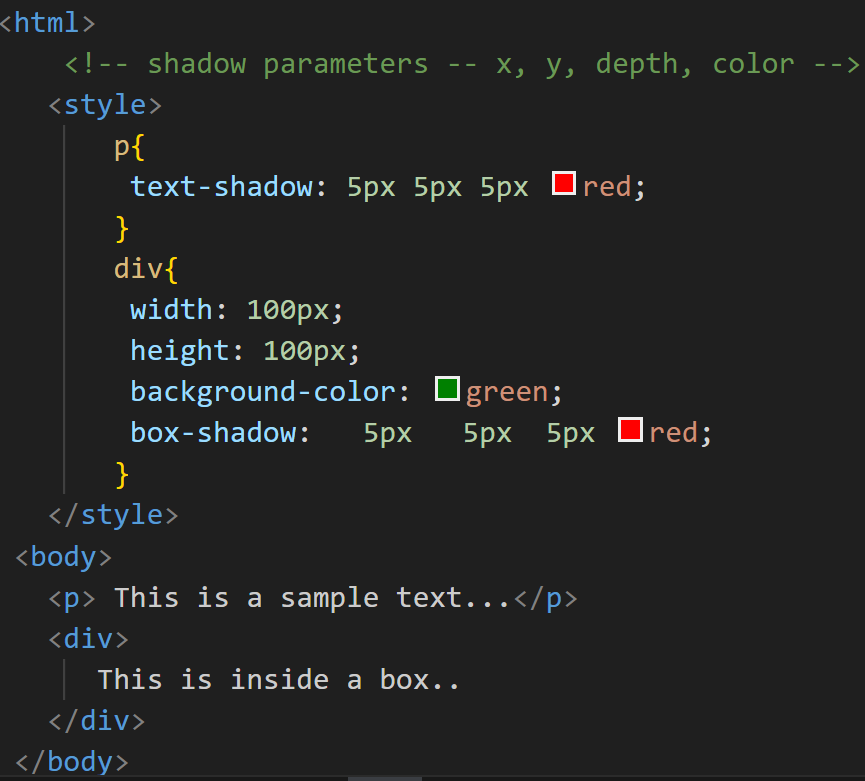 <html>
    <!-- shadow parameters -- x, y, depth, color -->
   <style>
       p{
        text-shadow: 5px 5px 5px red;
       }
       div{
        width: 100px;
        height: 100px;
        background-color: green;
        box-shadow:   5px   5px  5px red;
       }
   </style>
 <body>
   <p> This is a sample text...</p>
   <div>
      This is inside a box..
   </div>
 </body>